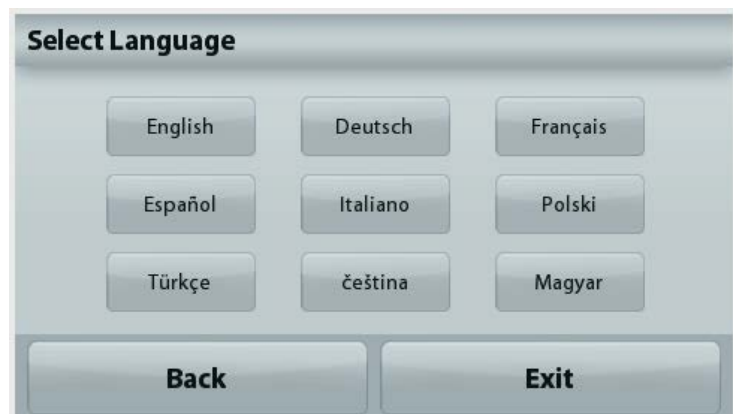 Select Language
English Deutsch Français
Español Italiano Polski
Türkçe čeština Magyar
Back Exit